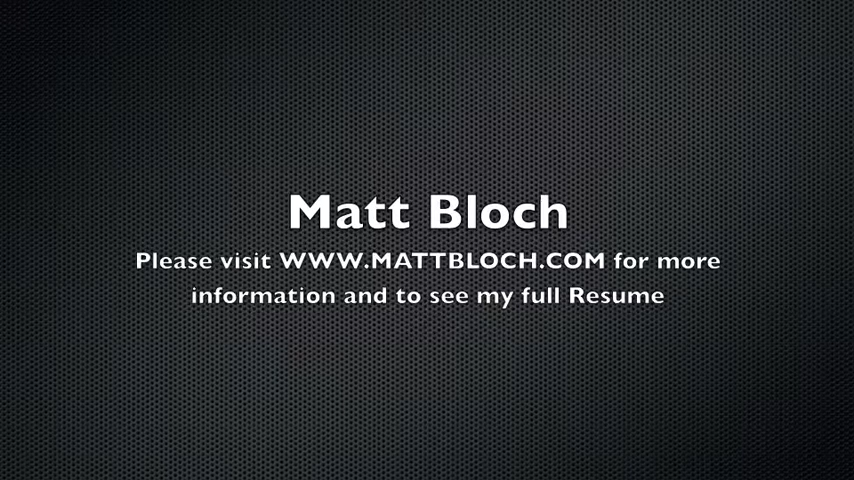 Matt Bloch
Please visit WWW.MATTBLOCH.COM for more
information and to see my full Resume